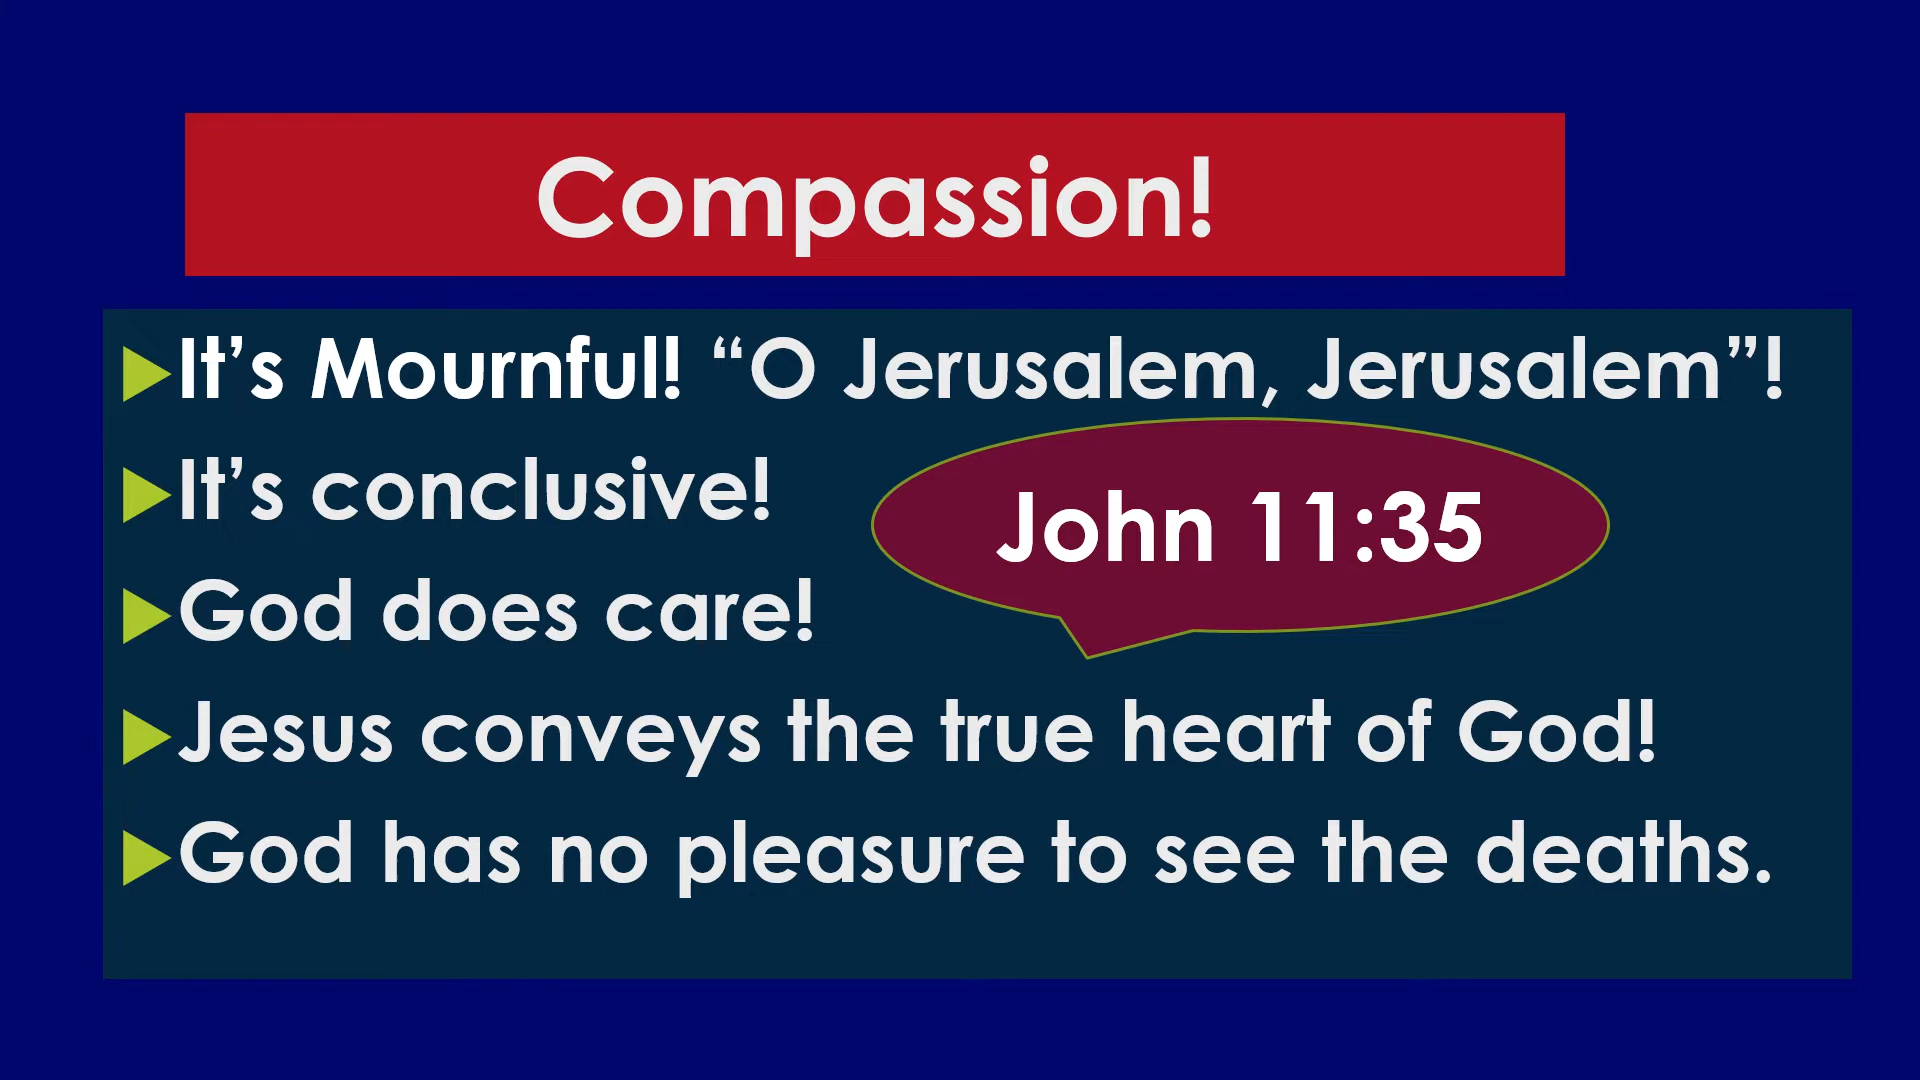 Compassion!
It’s Mournful! “O Jerusalem, Jerusalem”!
It’s conclusive!
John 11:35
God does care!
Jesus conveys the true heart of God!
God has no pleasure to see the deaths.